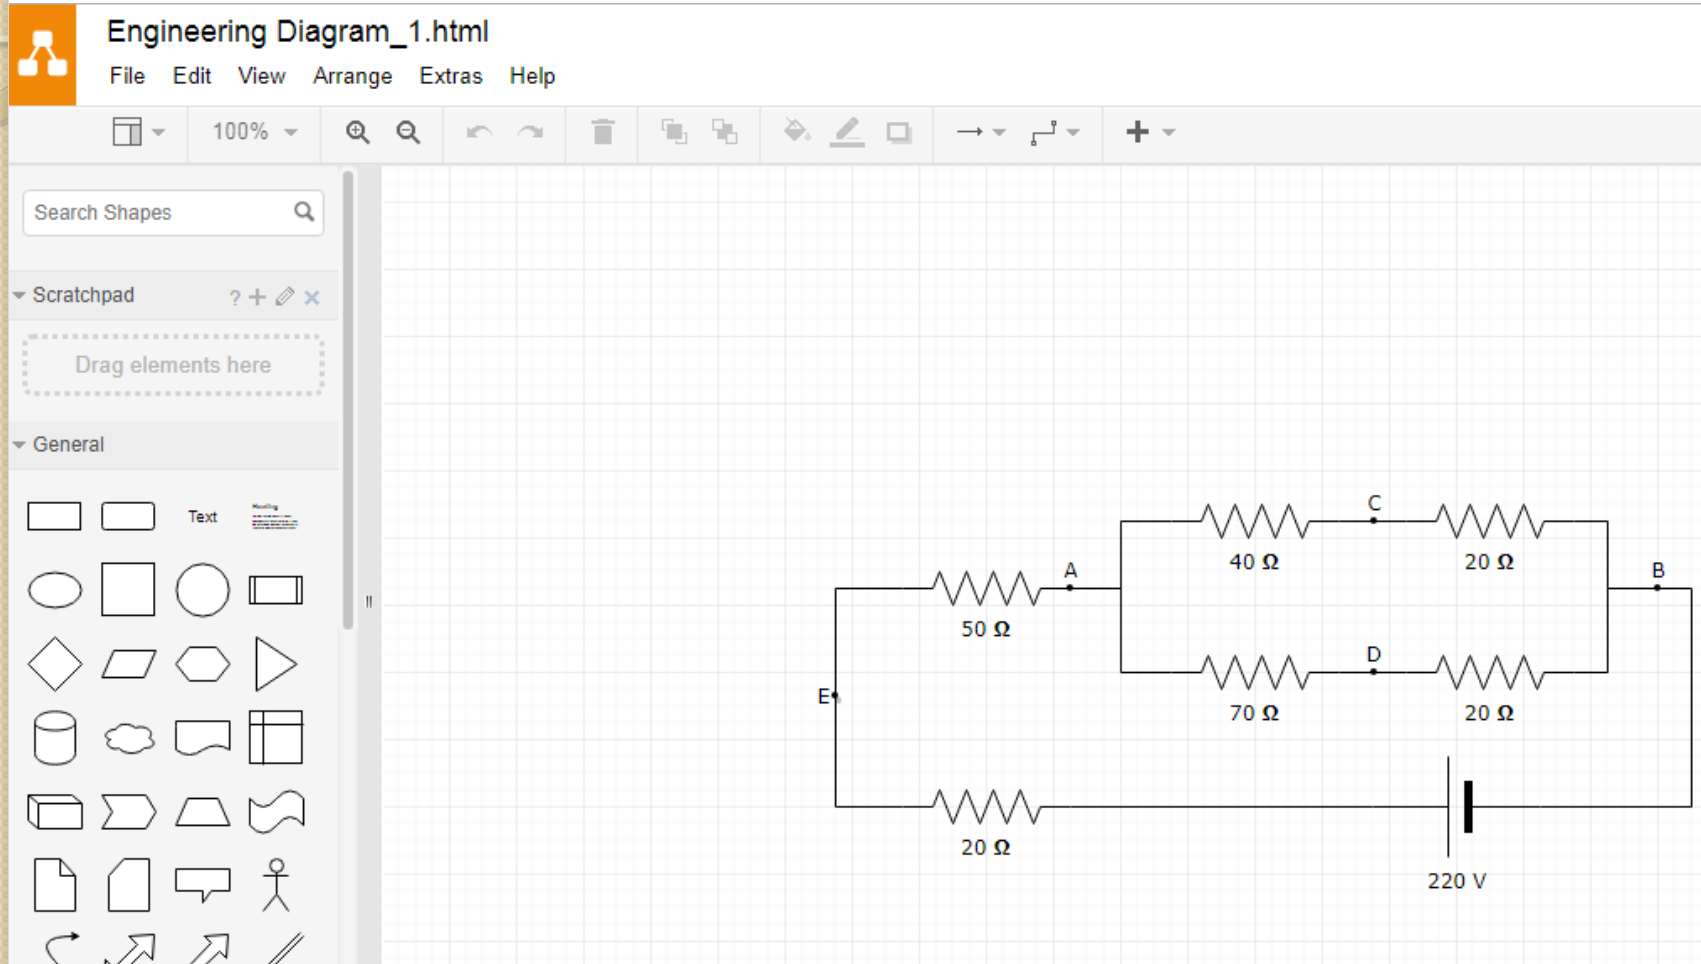 Engineering Diagram_1.html
File Edit View Arrange Extras Help
100%
Search Shapes
Scratchpad
?
Drag elements here
General
Text
Heading
C
40 Ω
20 Ω
A
B
50 Ω
D
E
70 Ω
20 Ω
20 Ω
220 V